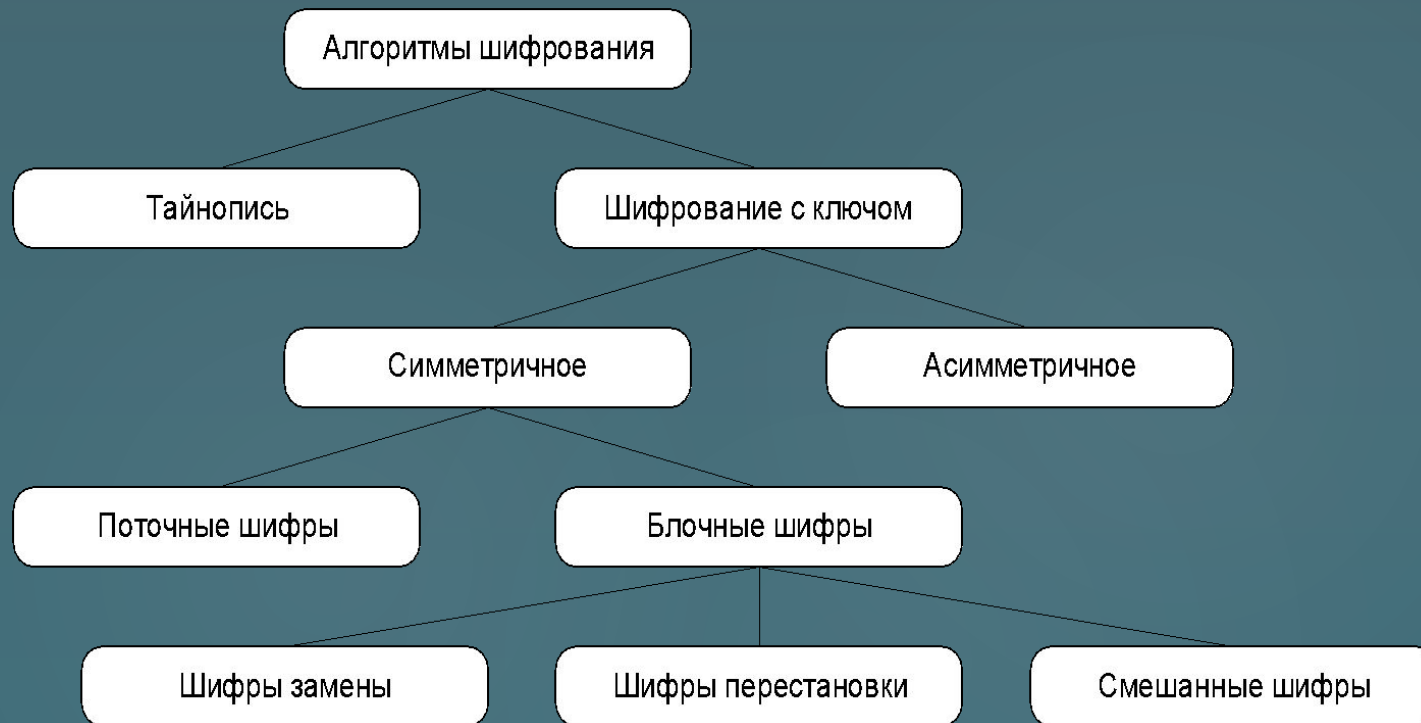 Алгоритмы шифрования
Тайнопись
Шифрование с ключом
Симметричное
Асимметричное
Поточные шифры
Блочные шифры
Шифры замены
Шифры перестановки
Смешанные шифры